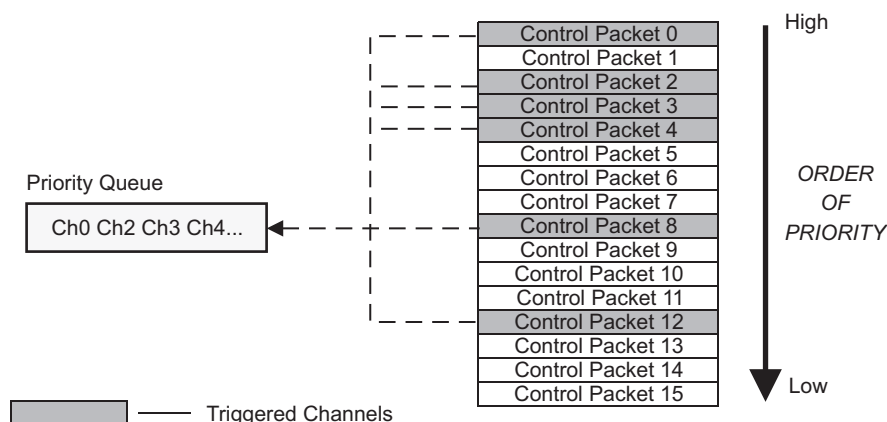 Control Packet 0
Control Packet 1
Control Packet 2
Control Packet 3
Control Packet 4
Control Packet 5
Control Packet 6
Control Packet 7
Control Packet 8
Control Packet 9
Control Packet 10
Control Packet 11
Control Packet 12
Control Packet 13
Control Packet 14
Control Packet 15
High
ORDER
OF
PRIORITY
Low
Priority Queue
Ch0 Ch2 Ch3 Ch4...
Triggered Channels